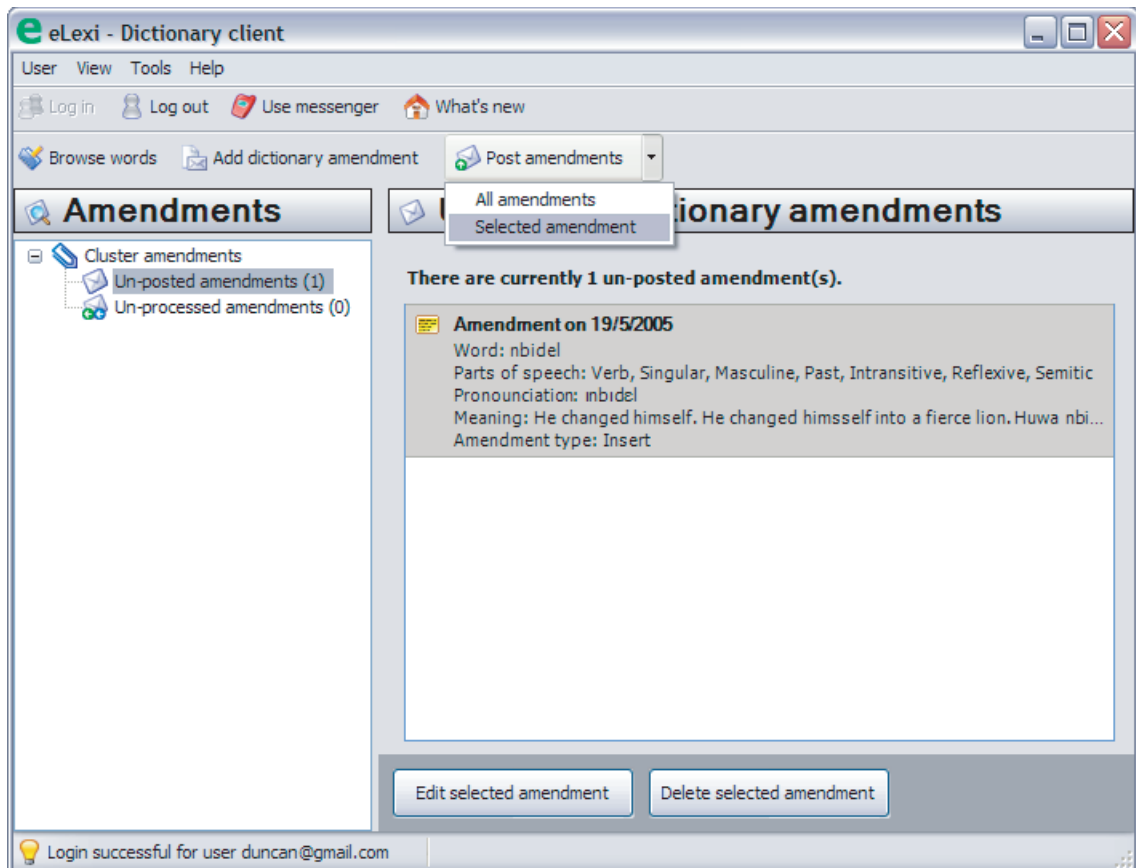 eLexi - Dictionary client
User View Tools Help
Log in Log out Use messenger What's new
Browse words Add dictionary amendment Post amendments
All amendments
Selected amendment
Amendments
tionary amendments
Cluster amendments
Un-posted amendments (1)
Un-processed amendments (0)
There are currently 1 un-posted amendment(s).
Amendment on 19/5/2005
Word: nbidel
Parts of speech: Verb, Singular, Masculine, Past, Intransitive, Reflexive, Semitic
Pronounciation: ınbıdel
Meaning: He changed himself. He changed himsself into a fierce lion. Huwa nbi...
Amendment type: Insert
Edit selected amendment Delete selected amendment
Login successful for user duncan@gmail.com